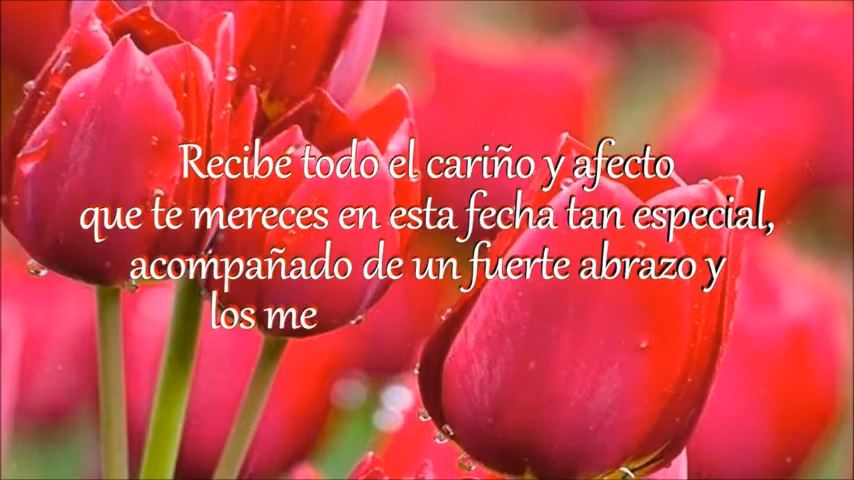 Recibe todo el cariño y afecto
que te mereces en esta fecha tan especial,
acompañado de un fuerte abrazo y
los me